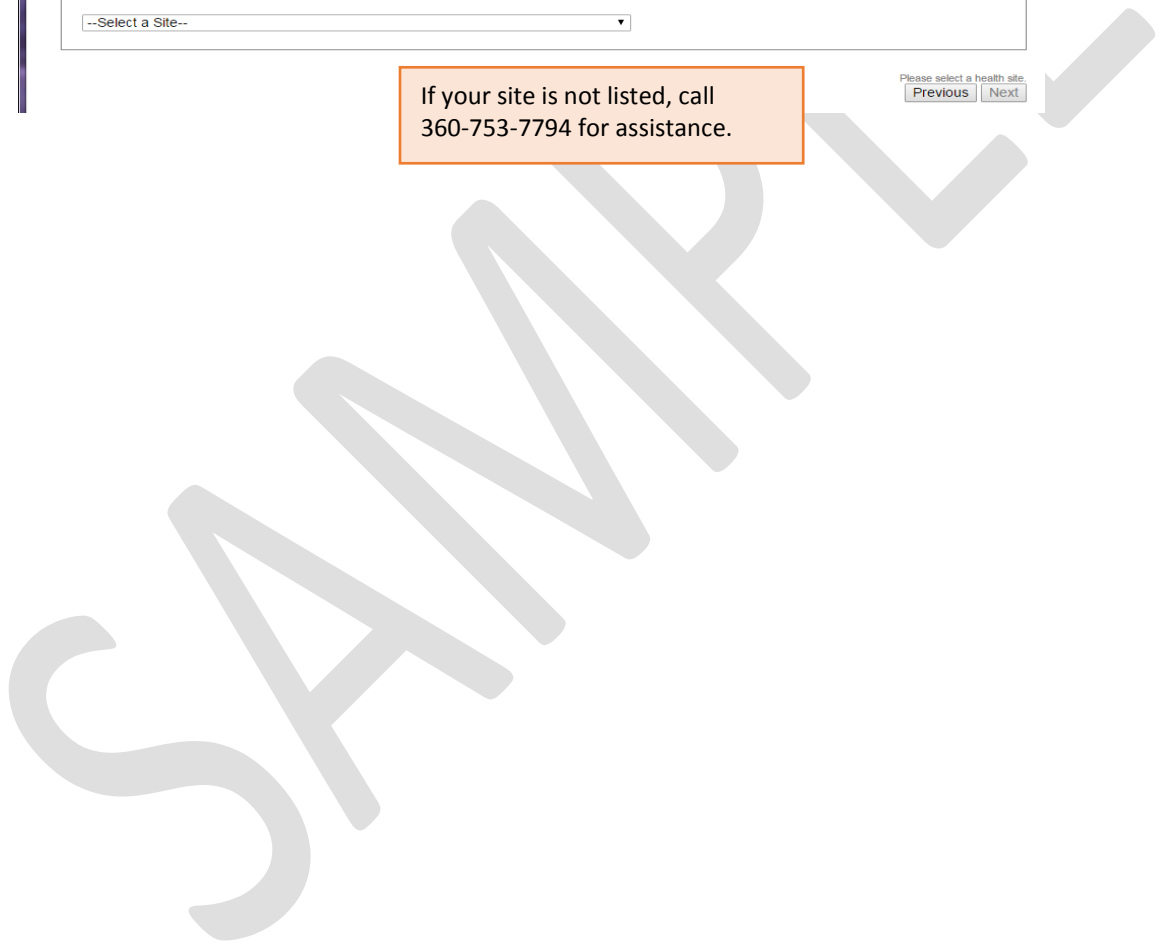 --Select a Site--
Please select a health site.
Previous Next
If your site is not listed, call
360-753-7794 for assistance.
SAMPLE